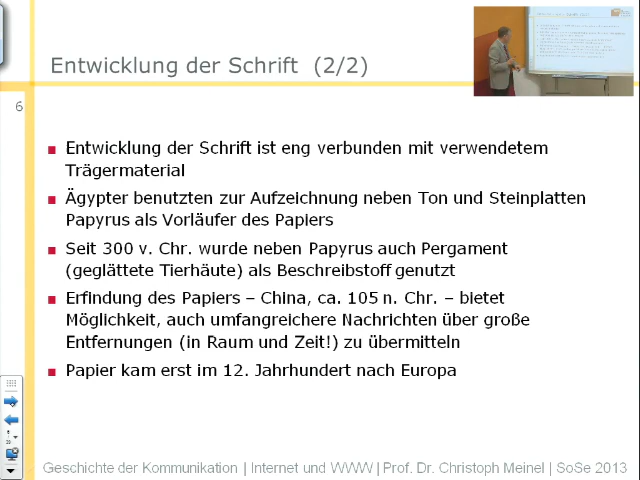 Entwicklung der Schrift (2/2)
6
Entwicklung der Schrift ist eng verbunden mit verwendetem
Trägermaterial
Ägypter benutzten zur Aufzeichnung neben Ton und Steinplatten
Papyrus als Vorläufer des Papiers
Seit 300 v. Chr. wurde neben Papyrus auch Pergament
(geglättete Tierhäute) als Beschreibstoff genutzt
Erfindung des Papiers – China, ca. 105 n. Chr. – bietet
Möglichkeit, auch umfangreichere Nachrichten über große
Entfernungen (in Raum und Zeit!) zu übermitteln
Papier kam erst im 12. Jahrhundert nach Europa
Geschichte der Kommunikation | Internet und WWW | Prof. Dr. Christoph Meinel | SoSe 2013